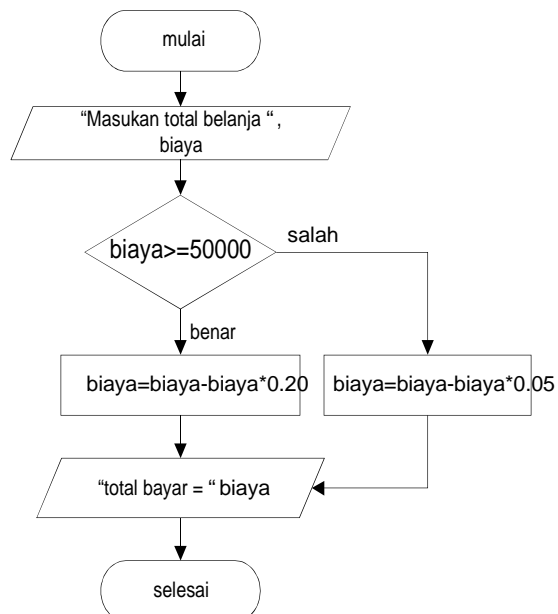 mulai
“Masukan total belanja “ ,
biaya
biaya>=50000
salah
benar
biaya=biaya-biaya*0.20
biaya=biaya-biaya*0.05
“total bayar = “ biaya
selesai